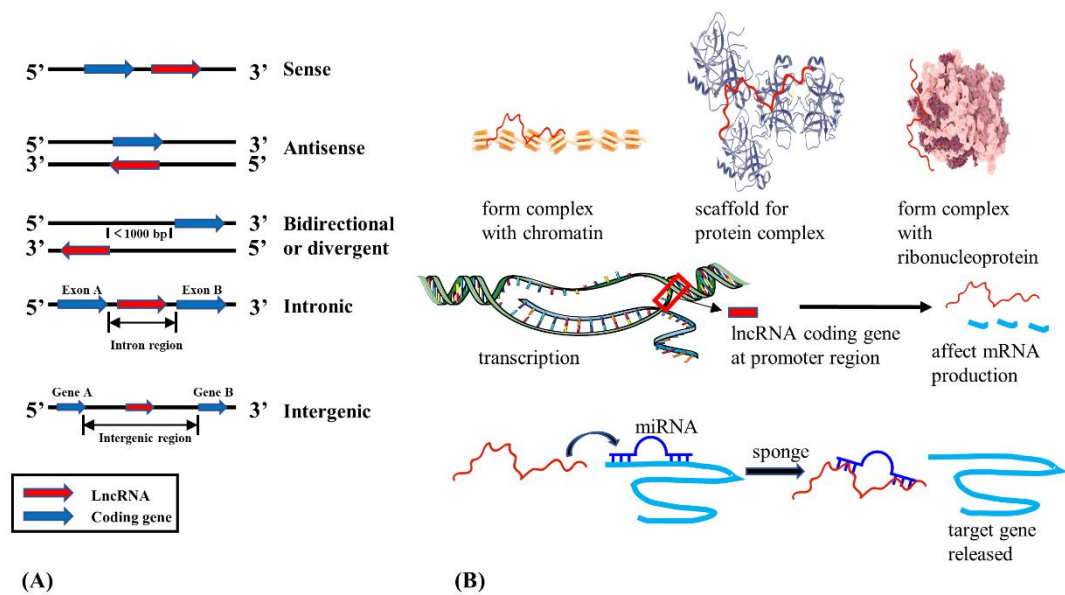 5’ 3’ Sense
5’ 3’ Antisense
3’ 5’
5’ 3’ Bidirectional
< 1000 bp
3’ 5’ or divergent
Exon A Exon B
5’ 3’ Intronic
Intron region
Gene A Gene B
5’ 3’ Intergenic
Intergenic region
LncRNA
Coding gene
(A)
form complex
with chromatin
scaffold for
protein complex
form complex
with
ribonucleoprotein
transcription
lncRNA coding gene
at promoter region
affect mRNA
production
miRNA
sponge
target gene
released
(B)